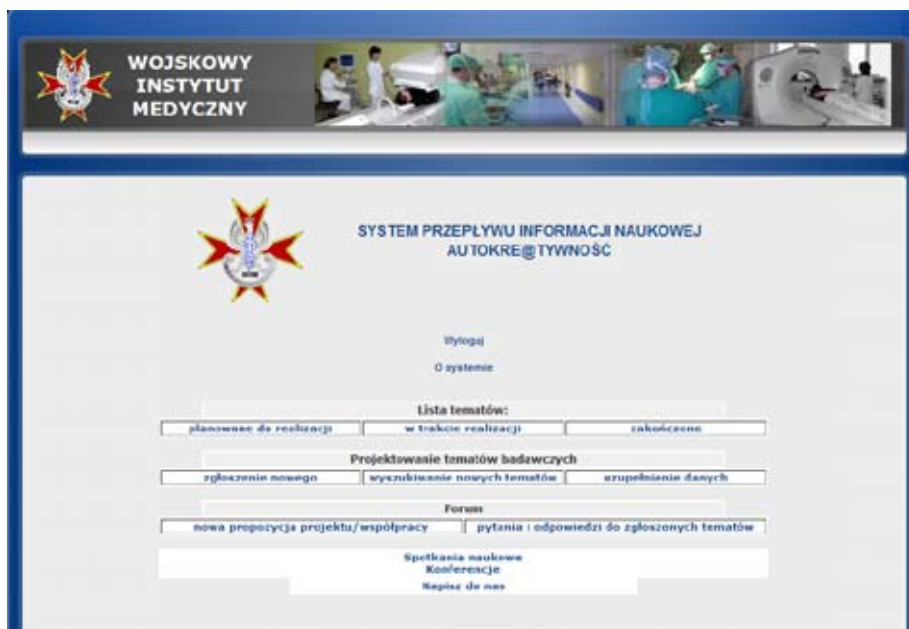 WOJSKOWY
INSTYTUT
MEDYCZNY
SYSTEM PRZEPŁYWU INFORMACJI NAUKOWEJ
AUTOKRE@TYWNOŚĆ
Wyloguj
O systemie
Lista tematów:
planowane do realizacji w trakcie realizacji zakończone
Projektowanie tematów badawczych
zgłoszenie nowego wyszukiwanie nowych tematów uzupełnienie danych
Forum
nowa propozycja projektu/współpracy pytania i odpowiedzi do zgłoszonych tematów
Spotkania naukowe
Konferencje
Napisz do nas